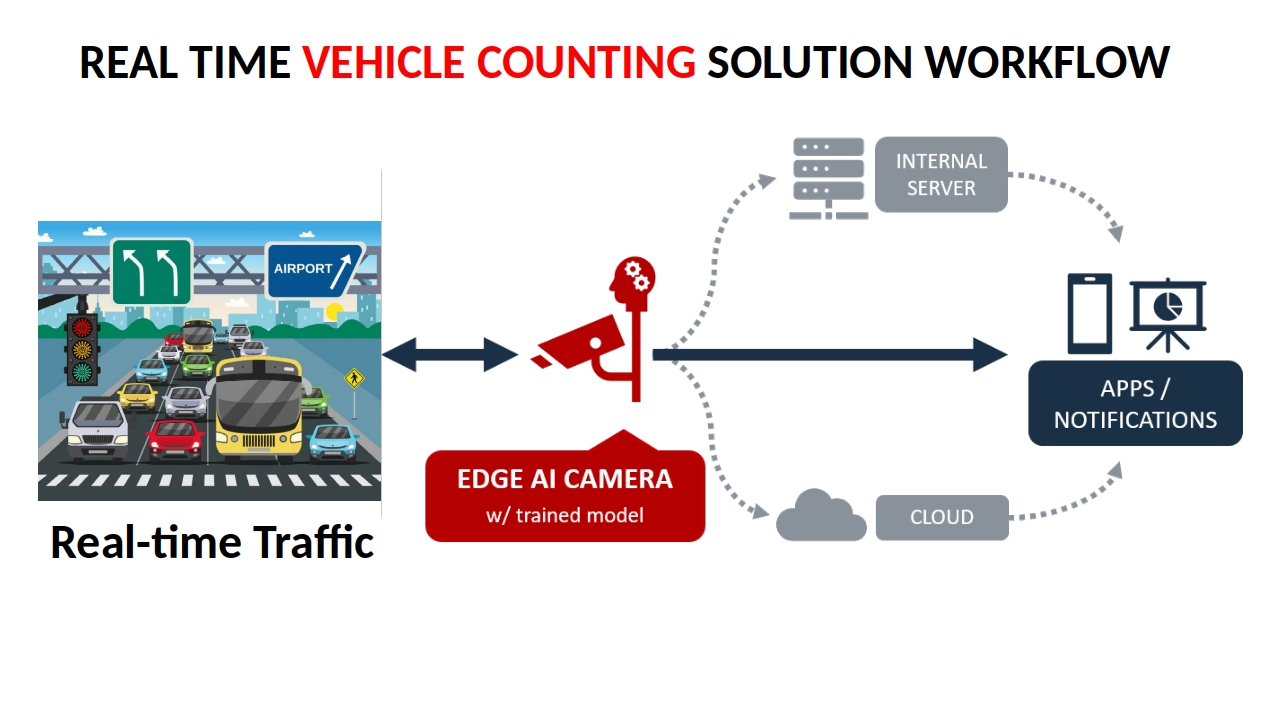 REAL TIME VEHICLE COUNTING SOLUTION WORKFLOW
INTERNAL
SERVER
AIRPORT
APPS /
NOTIFICATIONS
EDGE AI CAMERA
w/ trained model
CLOUD
Real-time Traffic